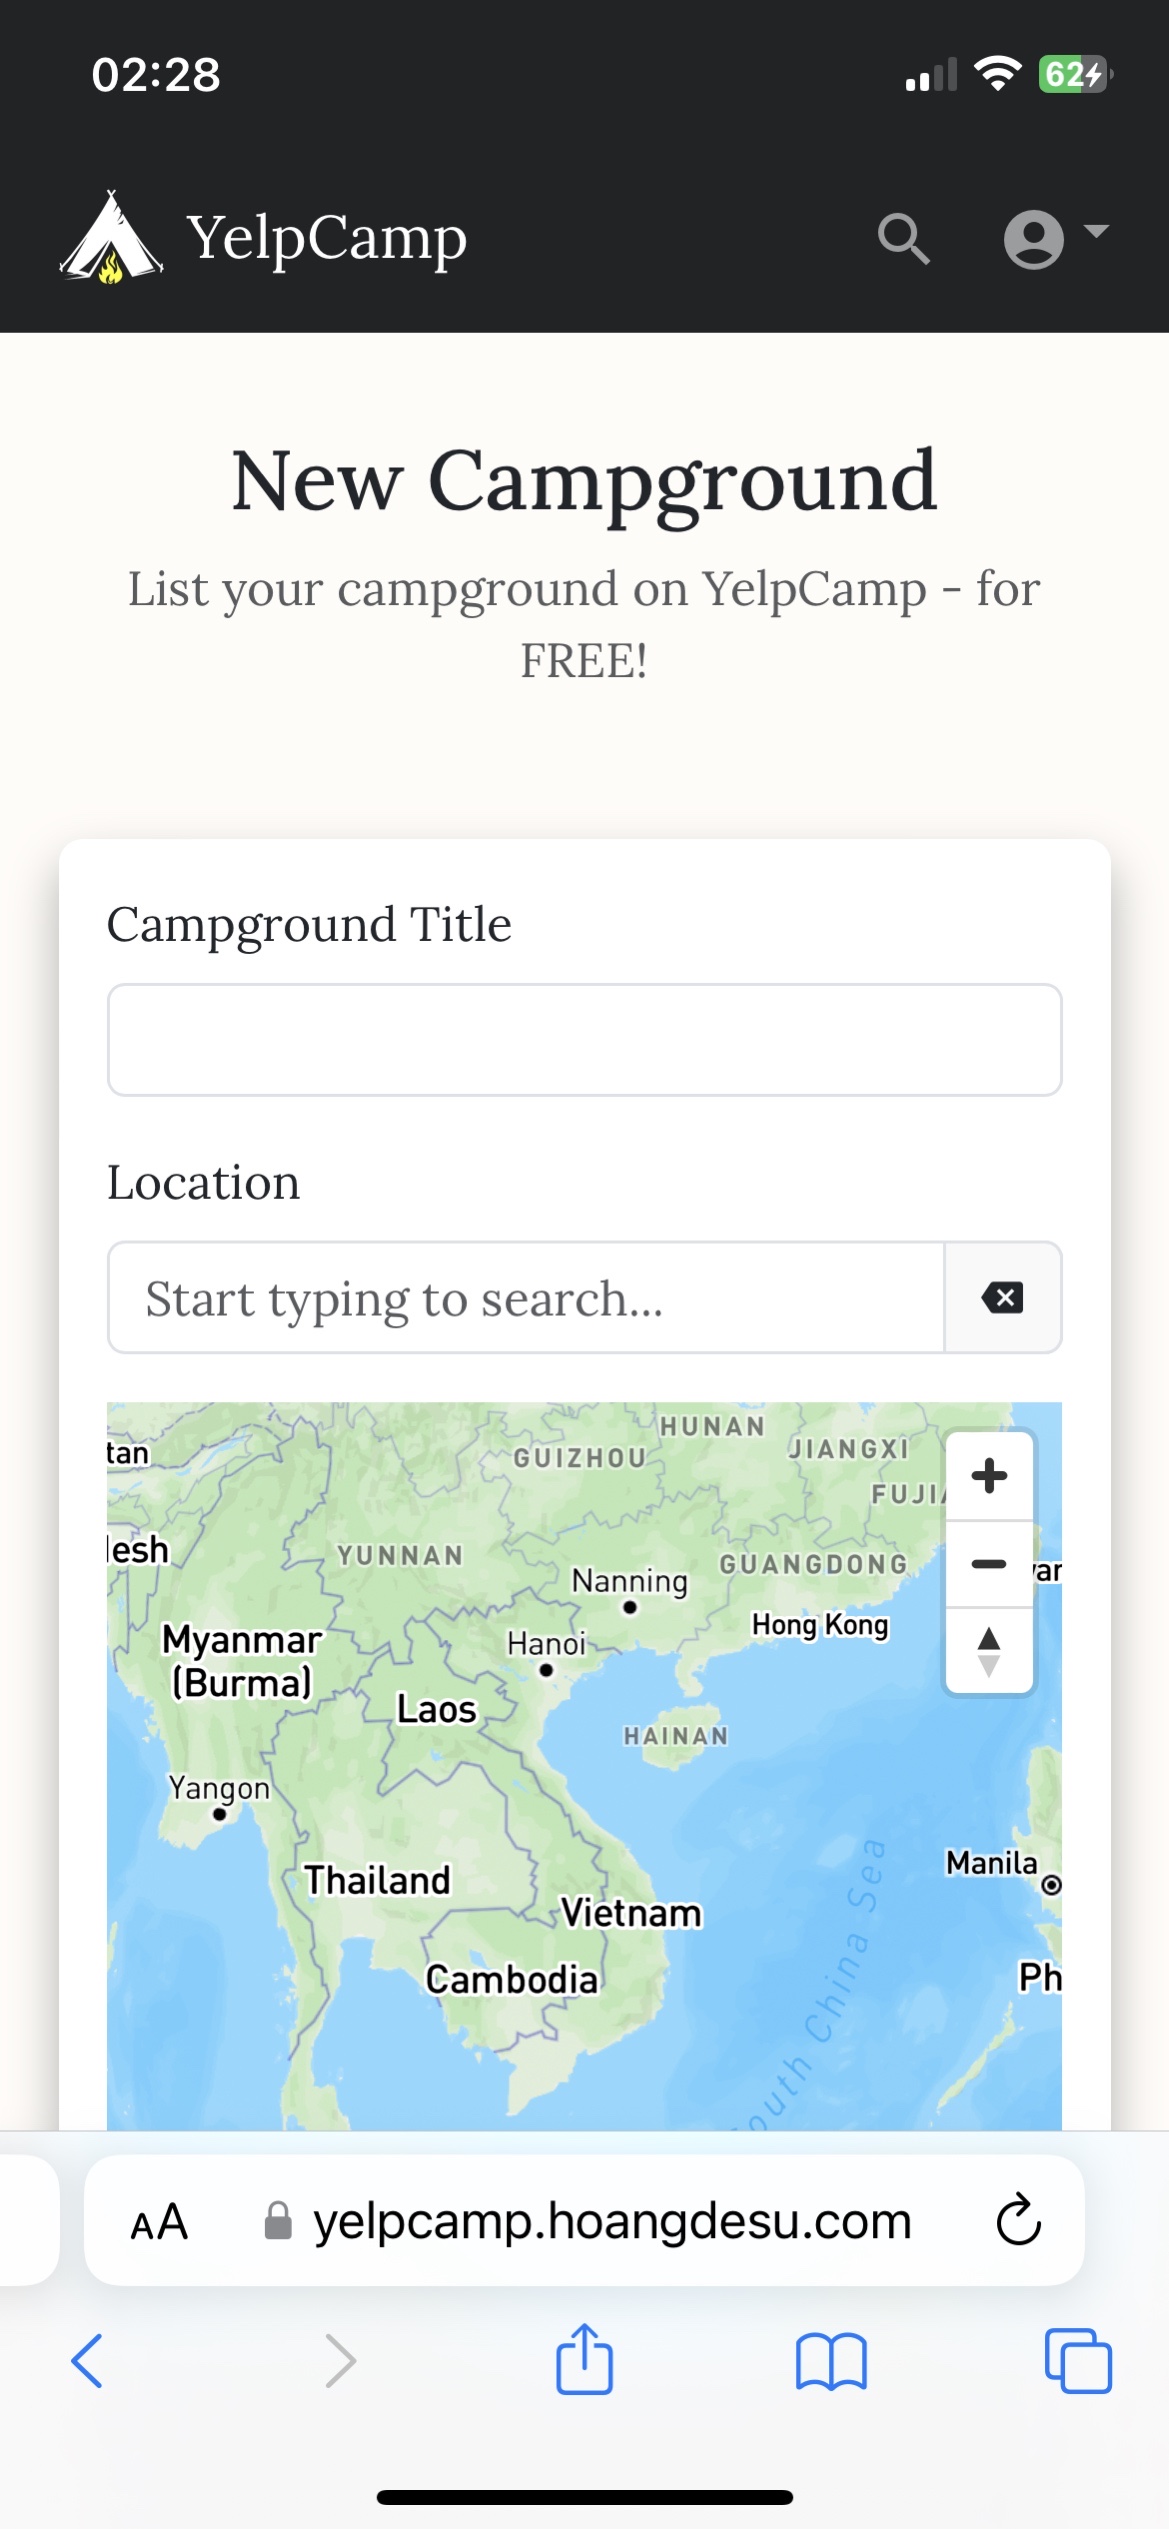 02:28
62
YelpCamp
New Campground
List your campground on YelpCamp - for
FREE!
Campground Title
Location
Start typing to search...
HUNAN
tan
GUIZHOU
JIANGXI
FUJIA
lesh
YUNNAN
GUANGDONG
Nanning
Hong Kong
Myanmar
(Burma)
Hanoi
Laos
HAINAN
Yangon
Manila
Thailand
Vietnam
South China Sea
Cambodia
Ph
AA
yelpcamp.hoangdesu.com